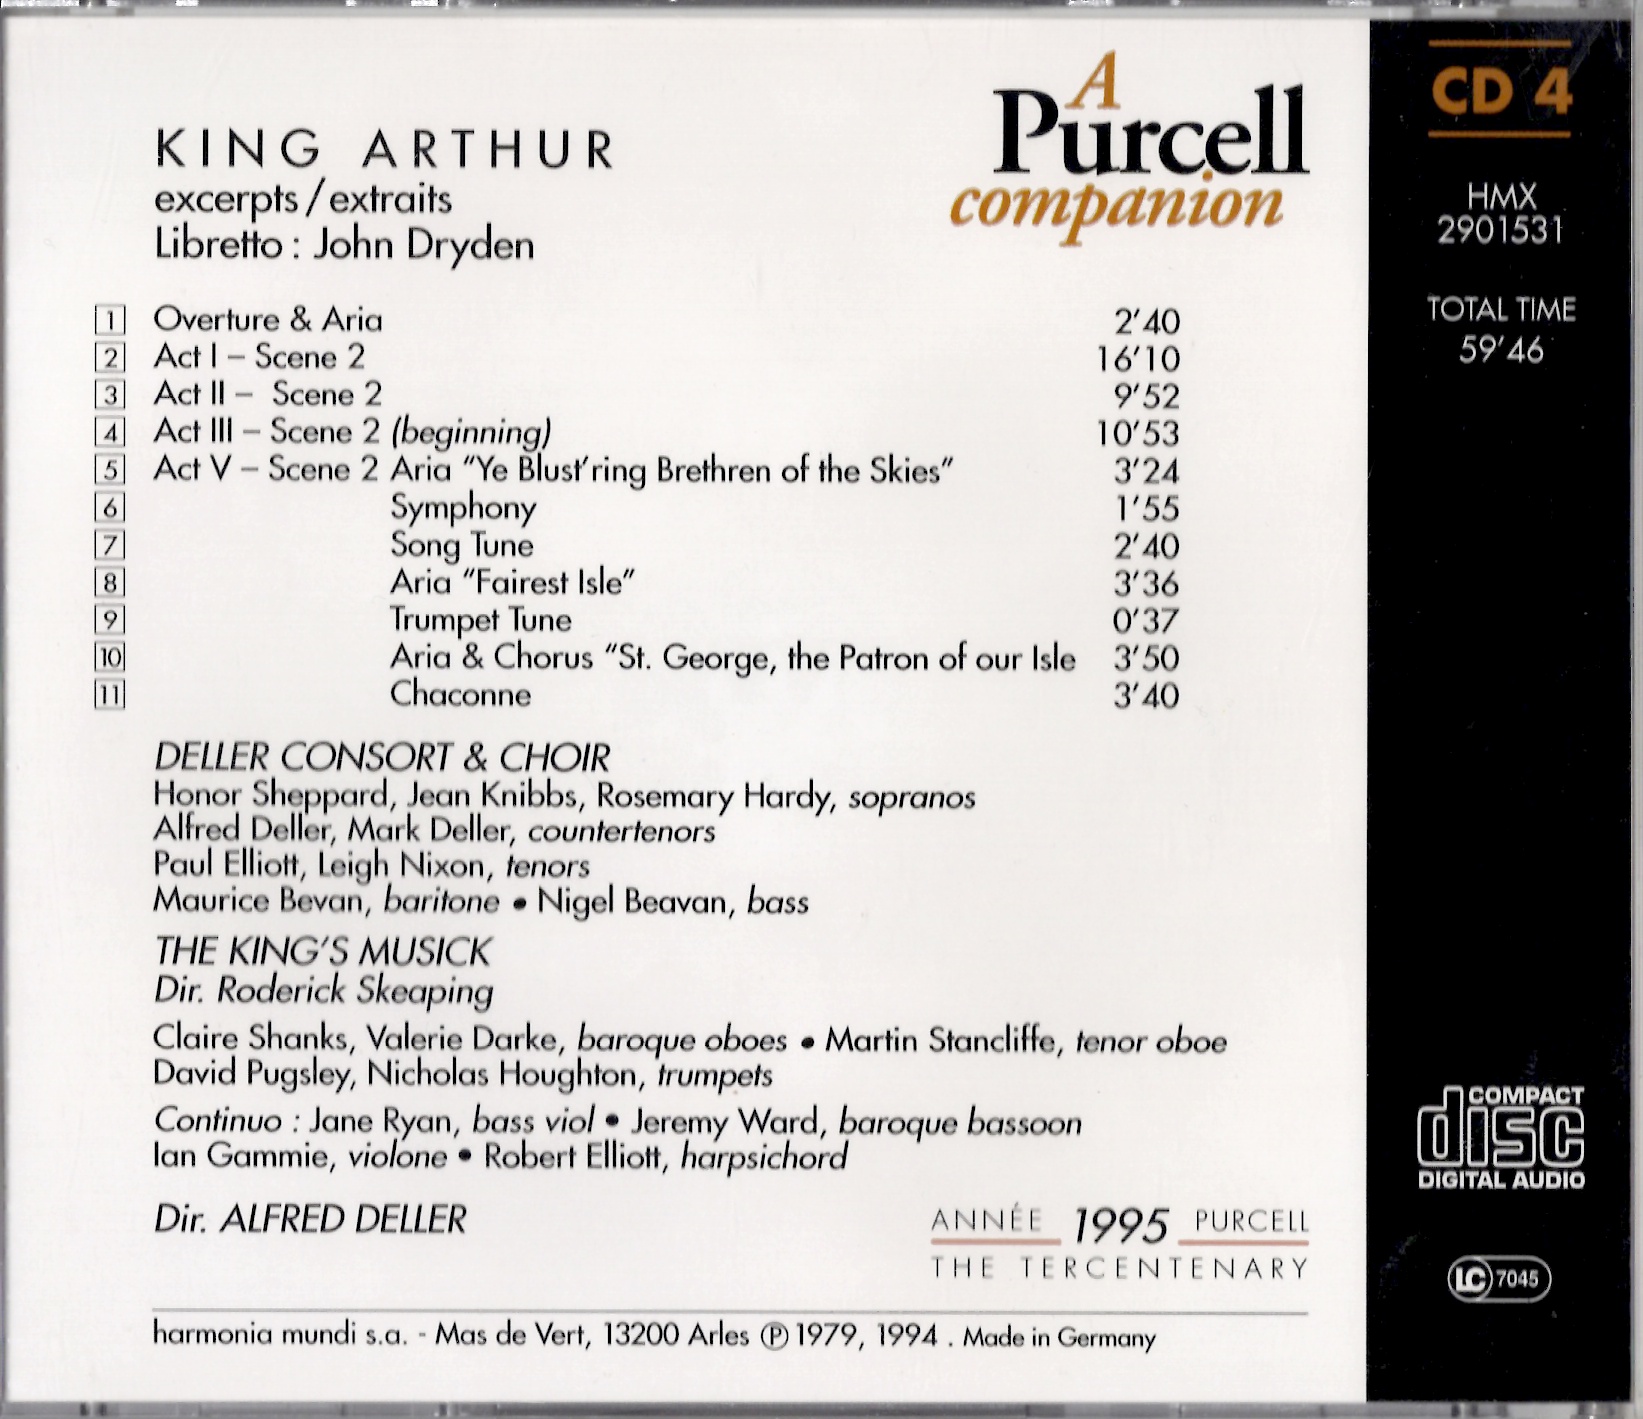 A
Purcell
companion
KING ARTHUR
excerpts / extraits
Libretto : John Dryden
1 Overture & Aria 2'40
2 Act I – Scene 2 16'10
3 Act II – Scene 2 9'52
4 Act III – Scene 2 (beginning) 10'53
5 Act V – Scene 2 Aria "Ye Blust'ring Brethren of the Skies" 3'24
6 Symphony 1'55
7 Song Tune 2'40
8 Aria "Fairest Isle" 3'36
9 Trumpet Tune 0'37
10 Aria & Chorus "St. George, the Patron of our Isle 3'50
11 Chaconne 3'40
DELLER CONSORT & CHOIR
Honor Sheppard, Jean Knibbs, Rosemary Hardy, sopranos
Alfred Deller, Mark Deller, countertenors
Paul Elliott, Leigh Nixon, tenors
Maurice Bevan, baritone • Nigel Beavan, bass
THE KING'S MUSICK
Dir. Roderick Skeaping
Claire Shanks, Valerie Darke, baroque oboes • Martin Stancliffe, tenor oboe
David Pugsley, Nicholas Houghton, trumpets
Continuo : Jane Ryan, bass viol • Jeremy Ward, baroque bassoon
Ian Gammie, violone • Robert Elliott, harpsichord
Dir. ALFRED DELLER
ANNÉE 1995 PURCELL
THE TERCENTENARY
harmonia mundi s.a. - Mas de Vert, 13200 Arles ℗ 1979, 1994 . Made in Germany
CD 4
HMX
2901531
TOTAL TIME
59'46
COMPACT
disc
DIGITAL AUDIO
LC 7045